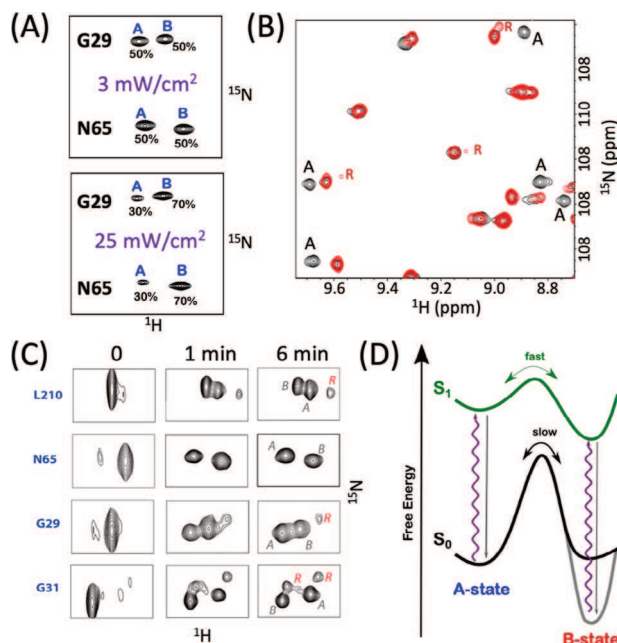 (A)
G29
A
B
50%
50%
3 mW/cm²
15N
N65
50%
50%
A
B
G29
30%
70%
25 mW/cm²
15N
N65
30%
70%
1H
(B)
R
A
A
R
R
A
A
A
108
110
108
108
108
15N (ppm)
9.6
9.4
9.2
9.0
8.8
1H (ppm)
(C)
0
1 min
6 min
L210
B
A
R
N65
A
B
15N
G29
A
B
R
G31
B
R
R
A
1H
(D)
Free Energy
S1
fast
slow
S0
A-state
B-state